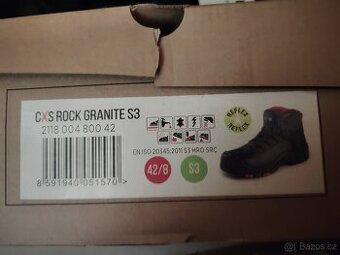 CXS ROCK GRANITE S3
2118 004 800 42
REFLEX
REFLEX
EN ISO 20345:2011 S3 HRO SRC
42/8
S3
8 591940 051570 >
Bazos.cz